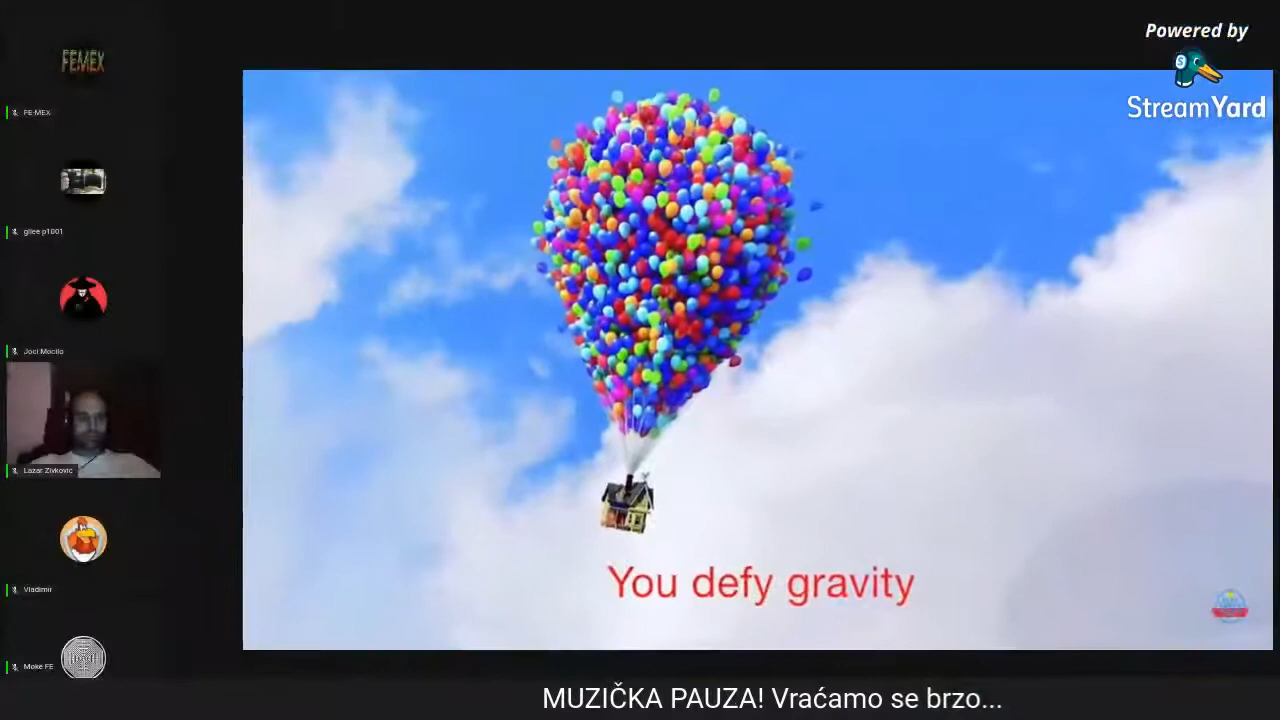 FEMEX
FE-MEX
gliee p1001
Joci Mocilo
Lazar Zivkovic
Vladimir
Moke FE
Powered by
StreamYard
You defy gravity
MUZIČKA PAUZA! Vraćamo se brzo...